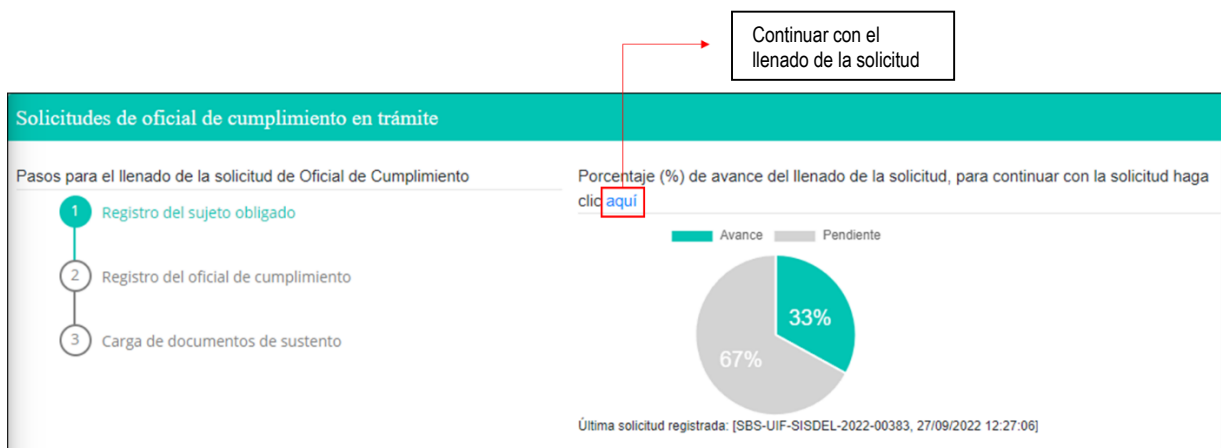 Continuar con el
llenado de la solicitud
Solicitudes de oficial de cumplimiento en trámite
Pasos para el llenado de la solicitud de Oficial de Cumplimiento
1 Registro del sujeto obligado
2 Registro del oficial de cumplimiento
3 Carga de documentos de sustento
Porcentaje (%) de avance del llenado de la solicitud, para continuar con la solicitud haga
clic aquí
Avance Pendiente
33%
67%
Última solicitud registrada: [SBS-UIF-SISDEL-2022-00383, 27/09/2022 12:27:06]